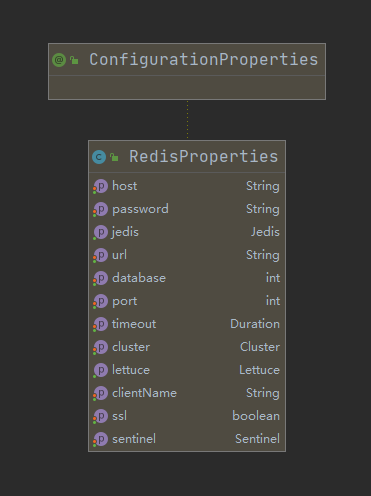 ConfigurationProperties
RedisProperties
host String
password String
jedis Jedis
url String
database int
port int
timeout Duration
cluster Cluster
lettuce Lettuce
clientName String
ssl boolean
sentinel Sentinel